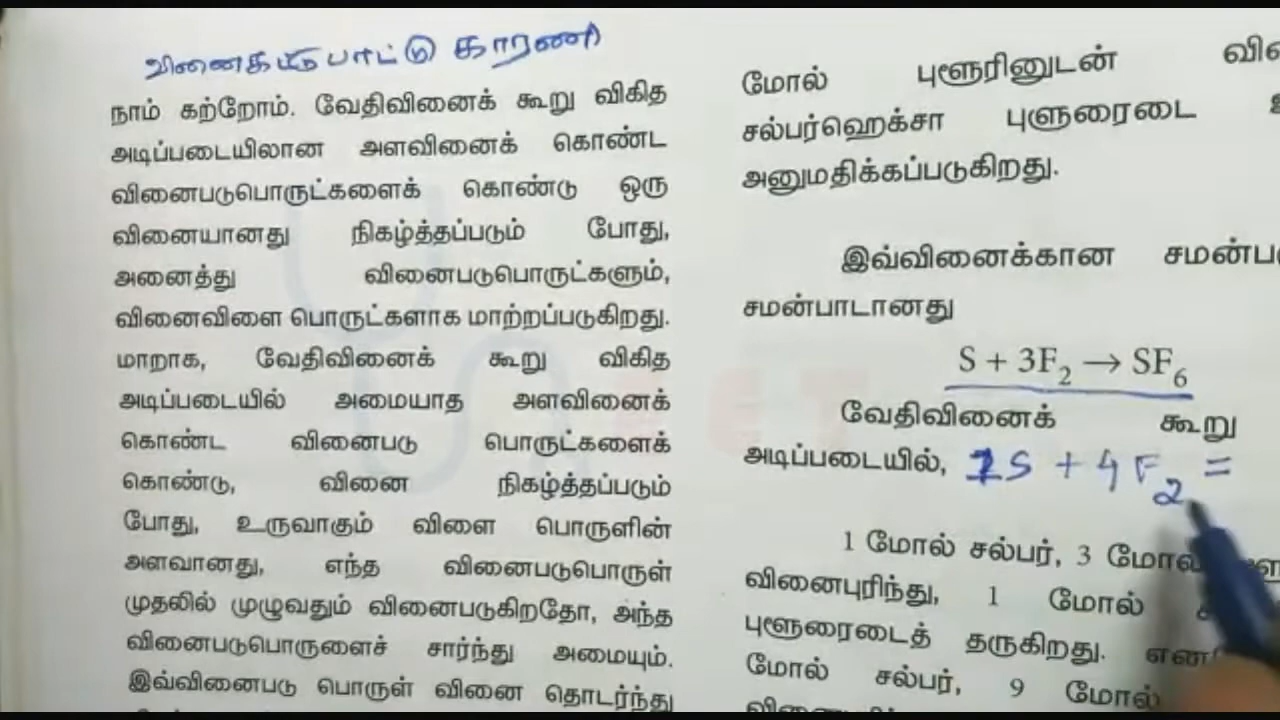 வினைகட்டுபாட்டு காரணி
நாம் கற்றோம். வேதிவினைக் கூறு விகித
அடிப்படையிலான அளவினைக் கொண்ட
வினைபடுபொருட்களைக் கொண்டு ஒரு
வினையானது நிகழ்த்தப்படும் போது,
அனைத்து வினைபடுபொருட்களும்,
வினைவிளை பொருட்களாக மாற்றப்படுகிறது.
மாறாக, வேதிவினைக் கூறு விகித
அடிப்படையில் அமையாத அளவினைக்
கொண்ட வினைபடு பொருட்களைக்
கொண்டு, வினை நிகழ்த்தப்படும்
போது, உருவாகும் விளை பொருளின்
அளவானது, எந்த வினைபடுபொருள்
முதலில் முழுவதும் வினைபடுகிறதோ, அந்த
வினைபடுபொருளைச் சார்ந்து அமையும்.
இவ்வினைபடு பொருள் வினை தொடர்ந்து
மோல் புளூரினுடன்
சல்பர்ஹெக்சா புளுரைடை
அனுமதிக்கப்படுகிறது.
இவ்வினைக்கான
சமன்பாடானது
S + 3F₂ → SF₆
வேதிவினைக் கூறு
அடிப்படையில், 1S + 4F₂ =
1 மோல் சல்பர், 3 மோல்
வினைபுரிந்து, 1 மோல்
புளூரைடைத் தருகிறது.
மோல் சல்பர், 9 மோல்